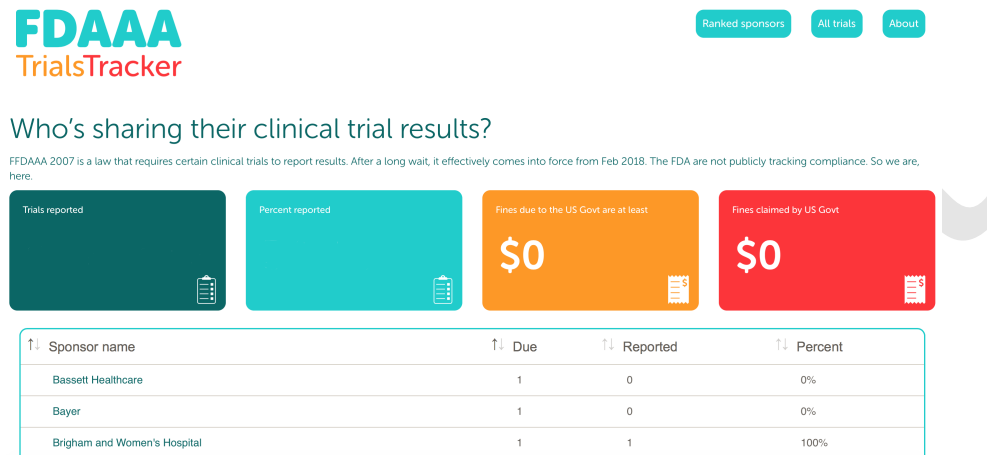 FDAAA
TrialsTracker
Ranked sponsors
All trials
About
Who's sharing their clinical trial results?
FFDAAA 2007 is a law that requires certain clinical trials to report results. After a long wait, it effectively comes into force from Feb 2018. The FDA are not publicly tracking compliance. So we are,
here.
Trials reported
Percent reported
Fines due to the US Govt are at least
$0
Fines claimed by US Govt
$0
Sponsor name Due Reported Percent
Bassett Healthcare 1 0 0%
Bayer 1 0 0%
Brigham and Women's Hospital 1 1 100%